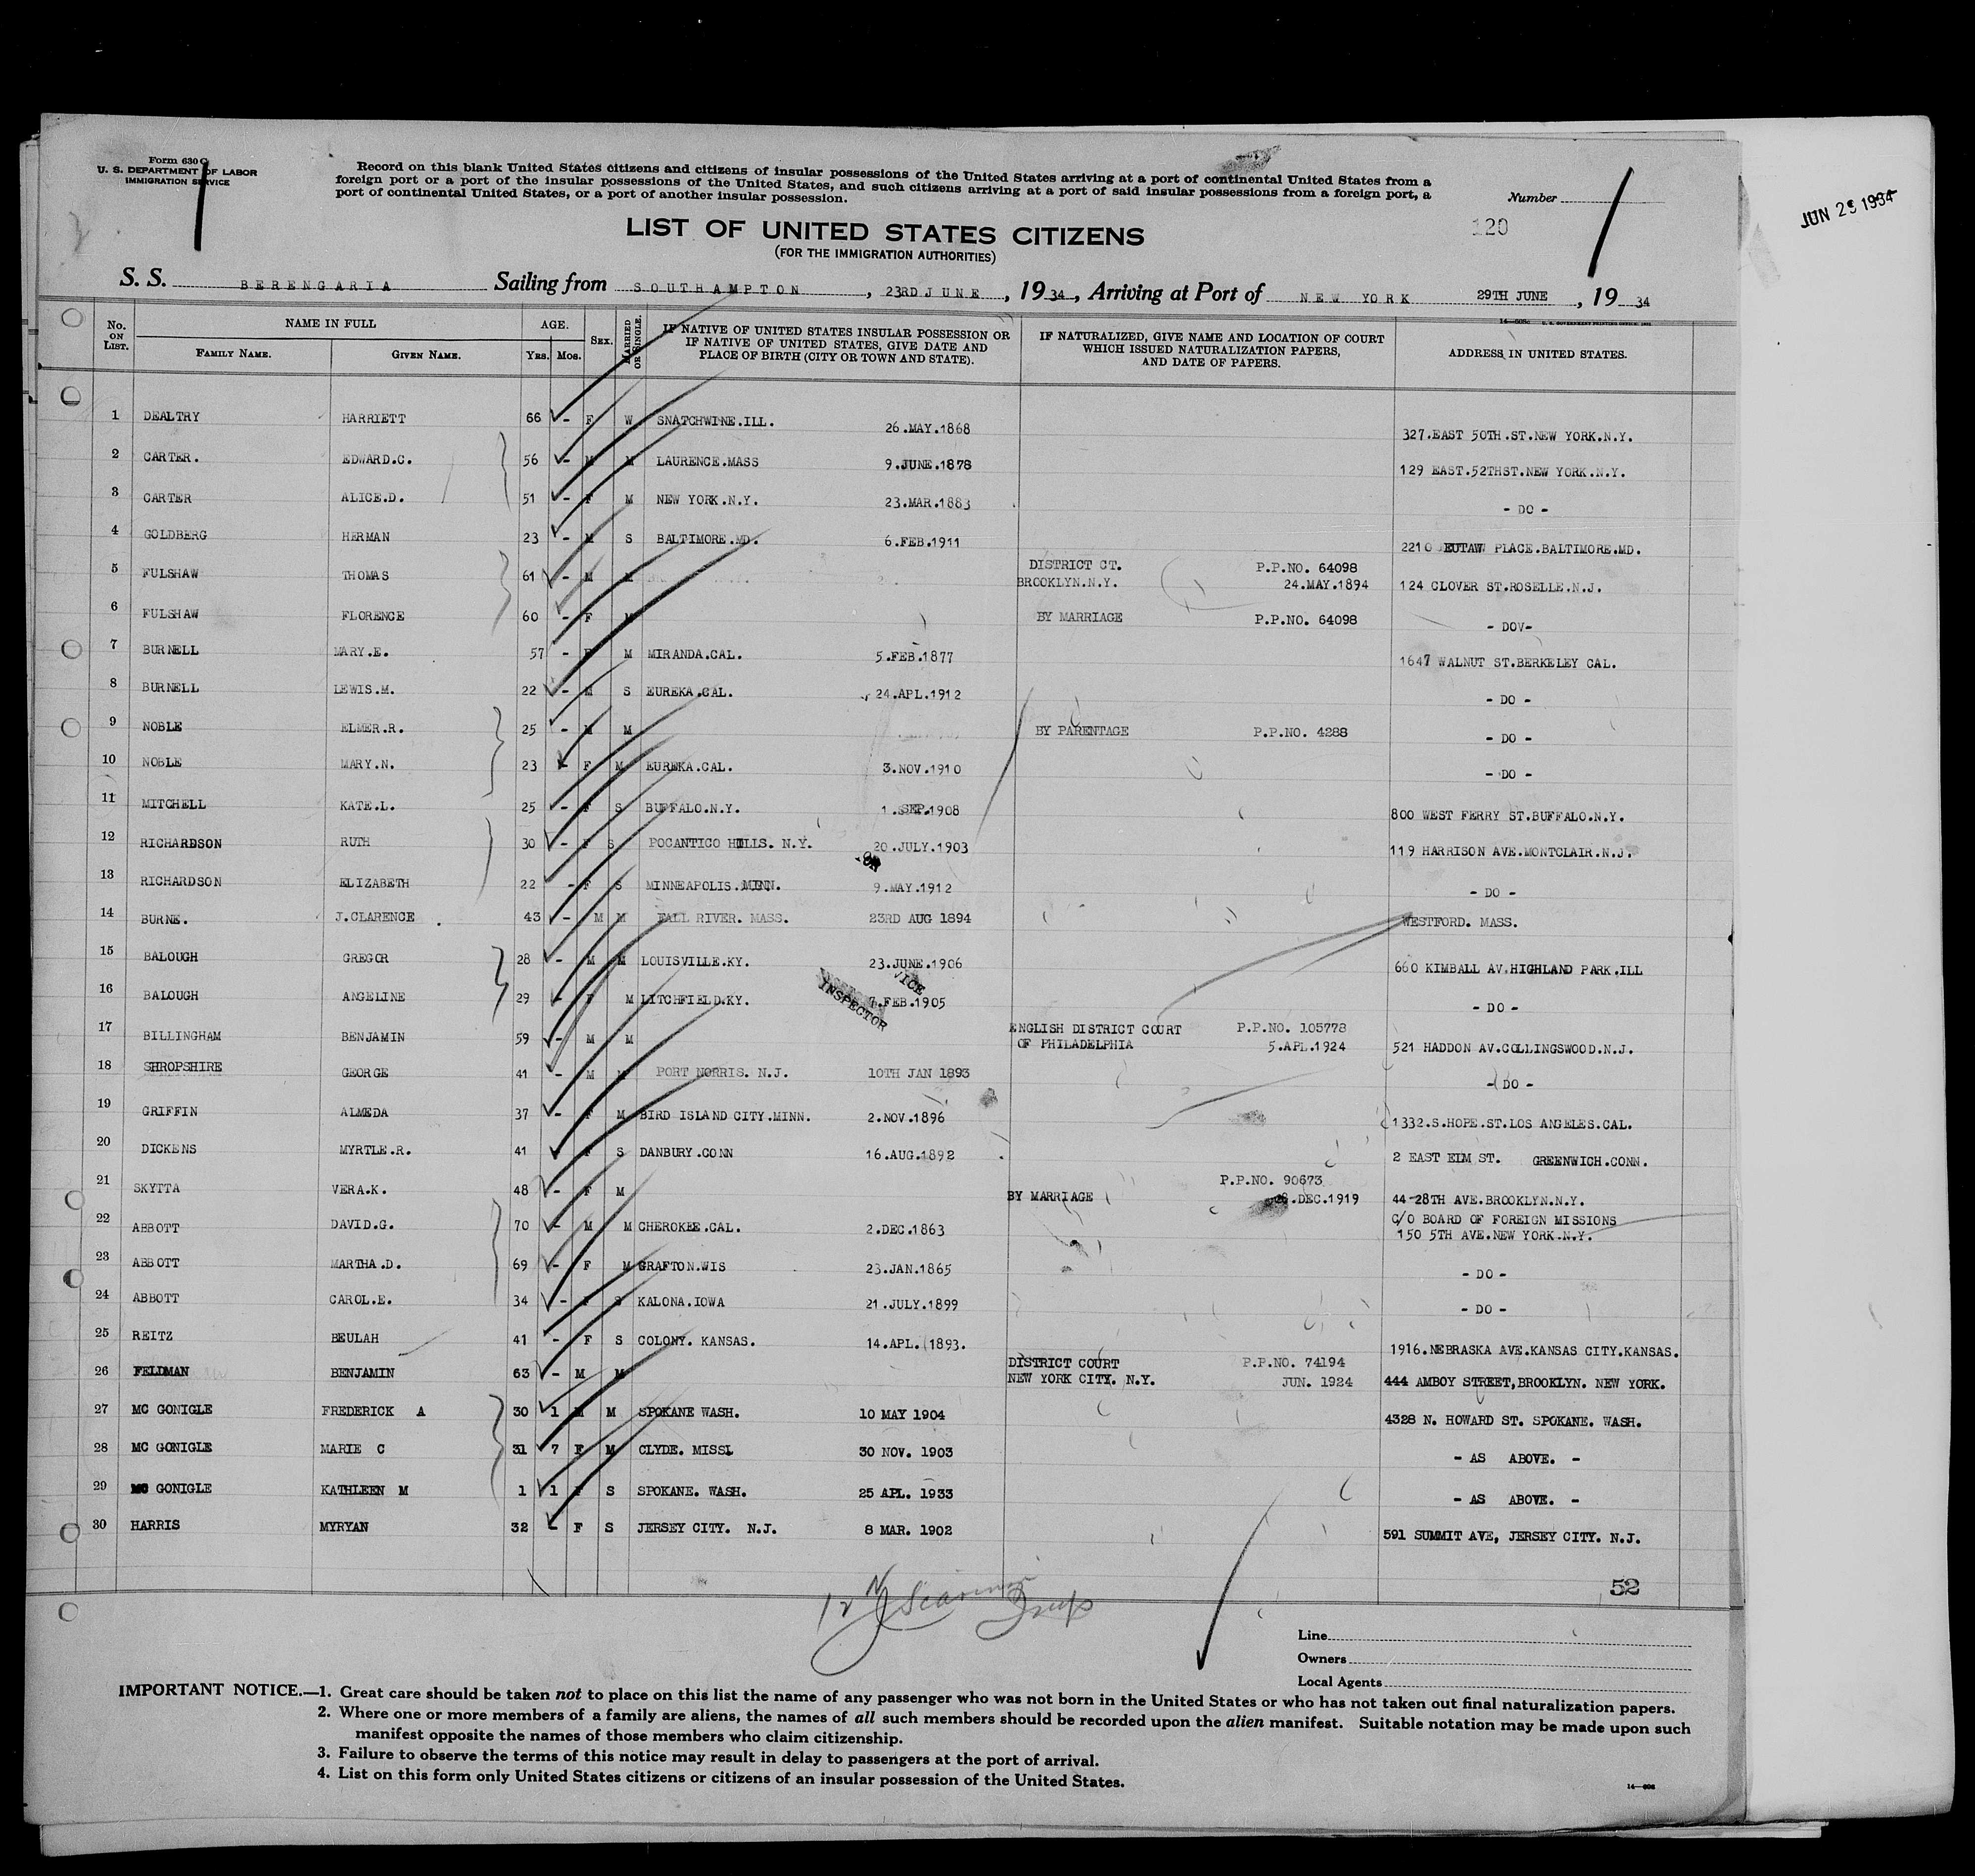 JUN 29 1934
Form 630 C
U. S. DEPARTMENT OF LABOR
IMMIGRATION SERVICE
Record on this blank United States citizens and citizens of insular possessions of the United States arriving at a port of continental United States from a
foreign port or a port of the insular possessions of the United States, and such citizens arriving at a port of said insular possessions from a foreign port, a
port of continental United States, or a port of another insular possession.
Number
120
LIST OF UNITED STATES CITIZENS
(FOR THE IMMIGRATION AUTHORITIES)
S. S. BERENGARIA Sailing from SOUTHAMPTON, 23RD JUNE, 1934, Arriving at Port of NEW YORK 29TH JUNE, 1934
No. ON LIST. NAME IN FULL FAMILY NAME. GIVEN NAME. AGE. Yrs. Mos. SEX. MARRIED OR SINGLE. IF NATIVE OF UNITED STATES INSULAR POSSESSION OR IF NATIVE OF UNITED STATES, GIVE DATE AND PLACE OF BIRTH (CITY OR TOWN AND STATE). IF NATURALIZED, GIVE NAME AND LOCATION OF COURT WHICH ISSUED NATURALIZATION PAPERS, AND DATE OF PAPERS. ADDRESS IN UNITED STATES.
1 DEALTRY HARRIETT 66 - F W SNATCHWINE.ILL. 26.MAY.1868 327.EAST 50TH.ST.NEW YORK.N.Y.
2 CARTER. EDWARD.C. 56 - M M LAURENCE.MASS 9.JUNE.1878 129 EAST.52THST.NEW YORK.N.Y.
3 CARTER ALICE.D. 51 - F M NEW YORK.N.Y. 23.MAR.1883 - DO -
4 GOLDBERG HERMAN 23 - M S BALTIMORE.MD. 6.FEB.1911 2210 EUTAW PLACE.BALTIMORE.MD.
5 FULSHAW THOMAS 61 - M M DISTRICT CT. P.P.NO. 64098
BROOKLYN.N.Y. 24.MAY.1894 124 CLOVER ST.ROSELLE.N.J.
6 FULSHAW FLORENCE 60 - F M BY MARRIAGE P.P.NO. 64098 - DOV-
7 BURNELL MARY.E. 57 - F M MIRANDA.CAL. 5.FEB.1877 1647 WALNUT ST.BERKELEY CAL.
8 BURNELL LEWIS.M. 22 - M S EUREKA.CAL. 24.APL.1912 - DO -
9 NOBLE ELMER.R. 25 - M M BY PARENTAGE P.P.NO. 4288 - DO -
10 NOBLE MARY.N. 23 - F M EUREKA.CAL. 3.NOV.1910 - DO -
11 MITCHELL KATE.L. 25 - F S BUFFALO.N.Y. 1.SEP.1908 800 WEST FERRY ST.BUFFALO.N.Y.
12 RICHARDSON RUTH 30 - F S POCANTICO HILLS. N.Y. 20.JULY.1903 119 HARRISON AVE.MONTCLAIR.N.J.
13 RICHARDSON ELIZABETH 22 - F S MINNEAPOLIS.MINN. 9.MAY.1912 - DO -
14 BURNE. J.CLARENCE . 43 - M M FALL RIVER. MASS. 23RD AUG 1894 WESTFORD. MASS.
15 BALOUGH GREGOR 28 - M M LOUISVILLE.KY. 23.JUNE.1906 660 KIMBALL AV.HIGHLAND PARK.ILL
16 BALOUGH ANGELINE 29 - F M LITCHFIELD.KY. .FEB.1905 - DO -
INSPECTOR
17 BILLINGHAM BENJAMIN 59 - M M ENGLISH DISTRICT COURT P.P.NO. 105778
OF PHILADELPHIA 5.APL.1924 521 HADDON AV.COLLINGSWOOD.N.J.
18 SHROPSHIRE GEORGE 41 - M M PORT NORRIS. N.J. 10TH JAN 1893 - DO -
19 GRIFFIN ALMEDA 37 - F M BIRD ISLAND CITY.MINN. 2.NOV.1896 1332.S.HOPE.ST.LOS ANGELES.CAL.
20 DICKENS MYRTLE.R. 41 - F S DANBURY.CONN 16.AUG.1892 2 EAST ELM ST. GREENWICH.CONN.
21 SKYTTA VERA.K. 48 - F M P.P.NO. 90673
BY MARRIAGE 28.DEC.1919 44-28TH AVE.BROOKLYN.N.Y.
22 ABBOTT DAVID.G. 70 - M M CHEROKEE.CAL. 2.DEC.1863 C/O BOARD OF FOREIGN MISSIONS
150 5TH AVE.NEW YORK.N.Y.
23 ABBOTT MARTHA.D. 69 - F M GRAFTON.WIS 23.JAN.1865 - DO -
24 ABBOTT CAROL.E. 34 - F S KALONA.IOWA 21.JULY.1899 - DO -
25 REITZ BEULAH 41 - F S COLONY. KANSAS. 14.APL.1893. 1916.NEBRASKA AVE.KANSAS CITY.KANSAS.
26 FELDMAN BENJAMIN 63 - M M DISTRICT COURT P.P.NO. 74194
NEW YORK CITY. N.Y. JUN. 1924 444 AMBOY STREET,BROOKLYN. NEW YORK.
27 MC GONIGLE FREDERICK A 30 1 M M SPOKANE WASH. 10 MAY 1904 4328 N. HOWARD ST. SPOKANE. WASH.
28 MC GONIGLE MARIE C 31 7 F M CLYDE. MISSI 30 NOV. 1903 - AS ABOVE. -
29 MC GONIGLE KATHLEEN M 1 1 F S SPOKANE. WASH. 25 APL. 1933 - AS ABOVE. -
30 HARRIS MYRYAN 32 - F S JERSEY CITY. N.J. 8 MAR. 1902 591 SUMMIT AVE, JERSEY CITY. N.J.
52
Line
Owners
Local Agents
IMPORTANT NOTICE.—1. Great care should be taken not to place on this list the name of any passenger who was not born in the United States or who has not taken out final naturalization papers.
2. Where one or more members of a family are aliens, the names of all such members should be recorded upon the alien manifest. Suitable notation may be made upon such
manifest opposite the names of those members who claim citizenship.
3. Failure to observe the terms of this notice may result in delay to passengers at the port of arrival.
4. List on this form only United States citizens or citizens of an insular possession of the United States.